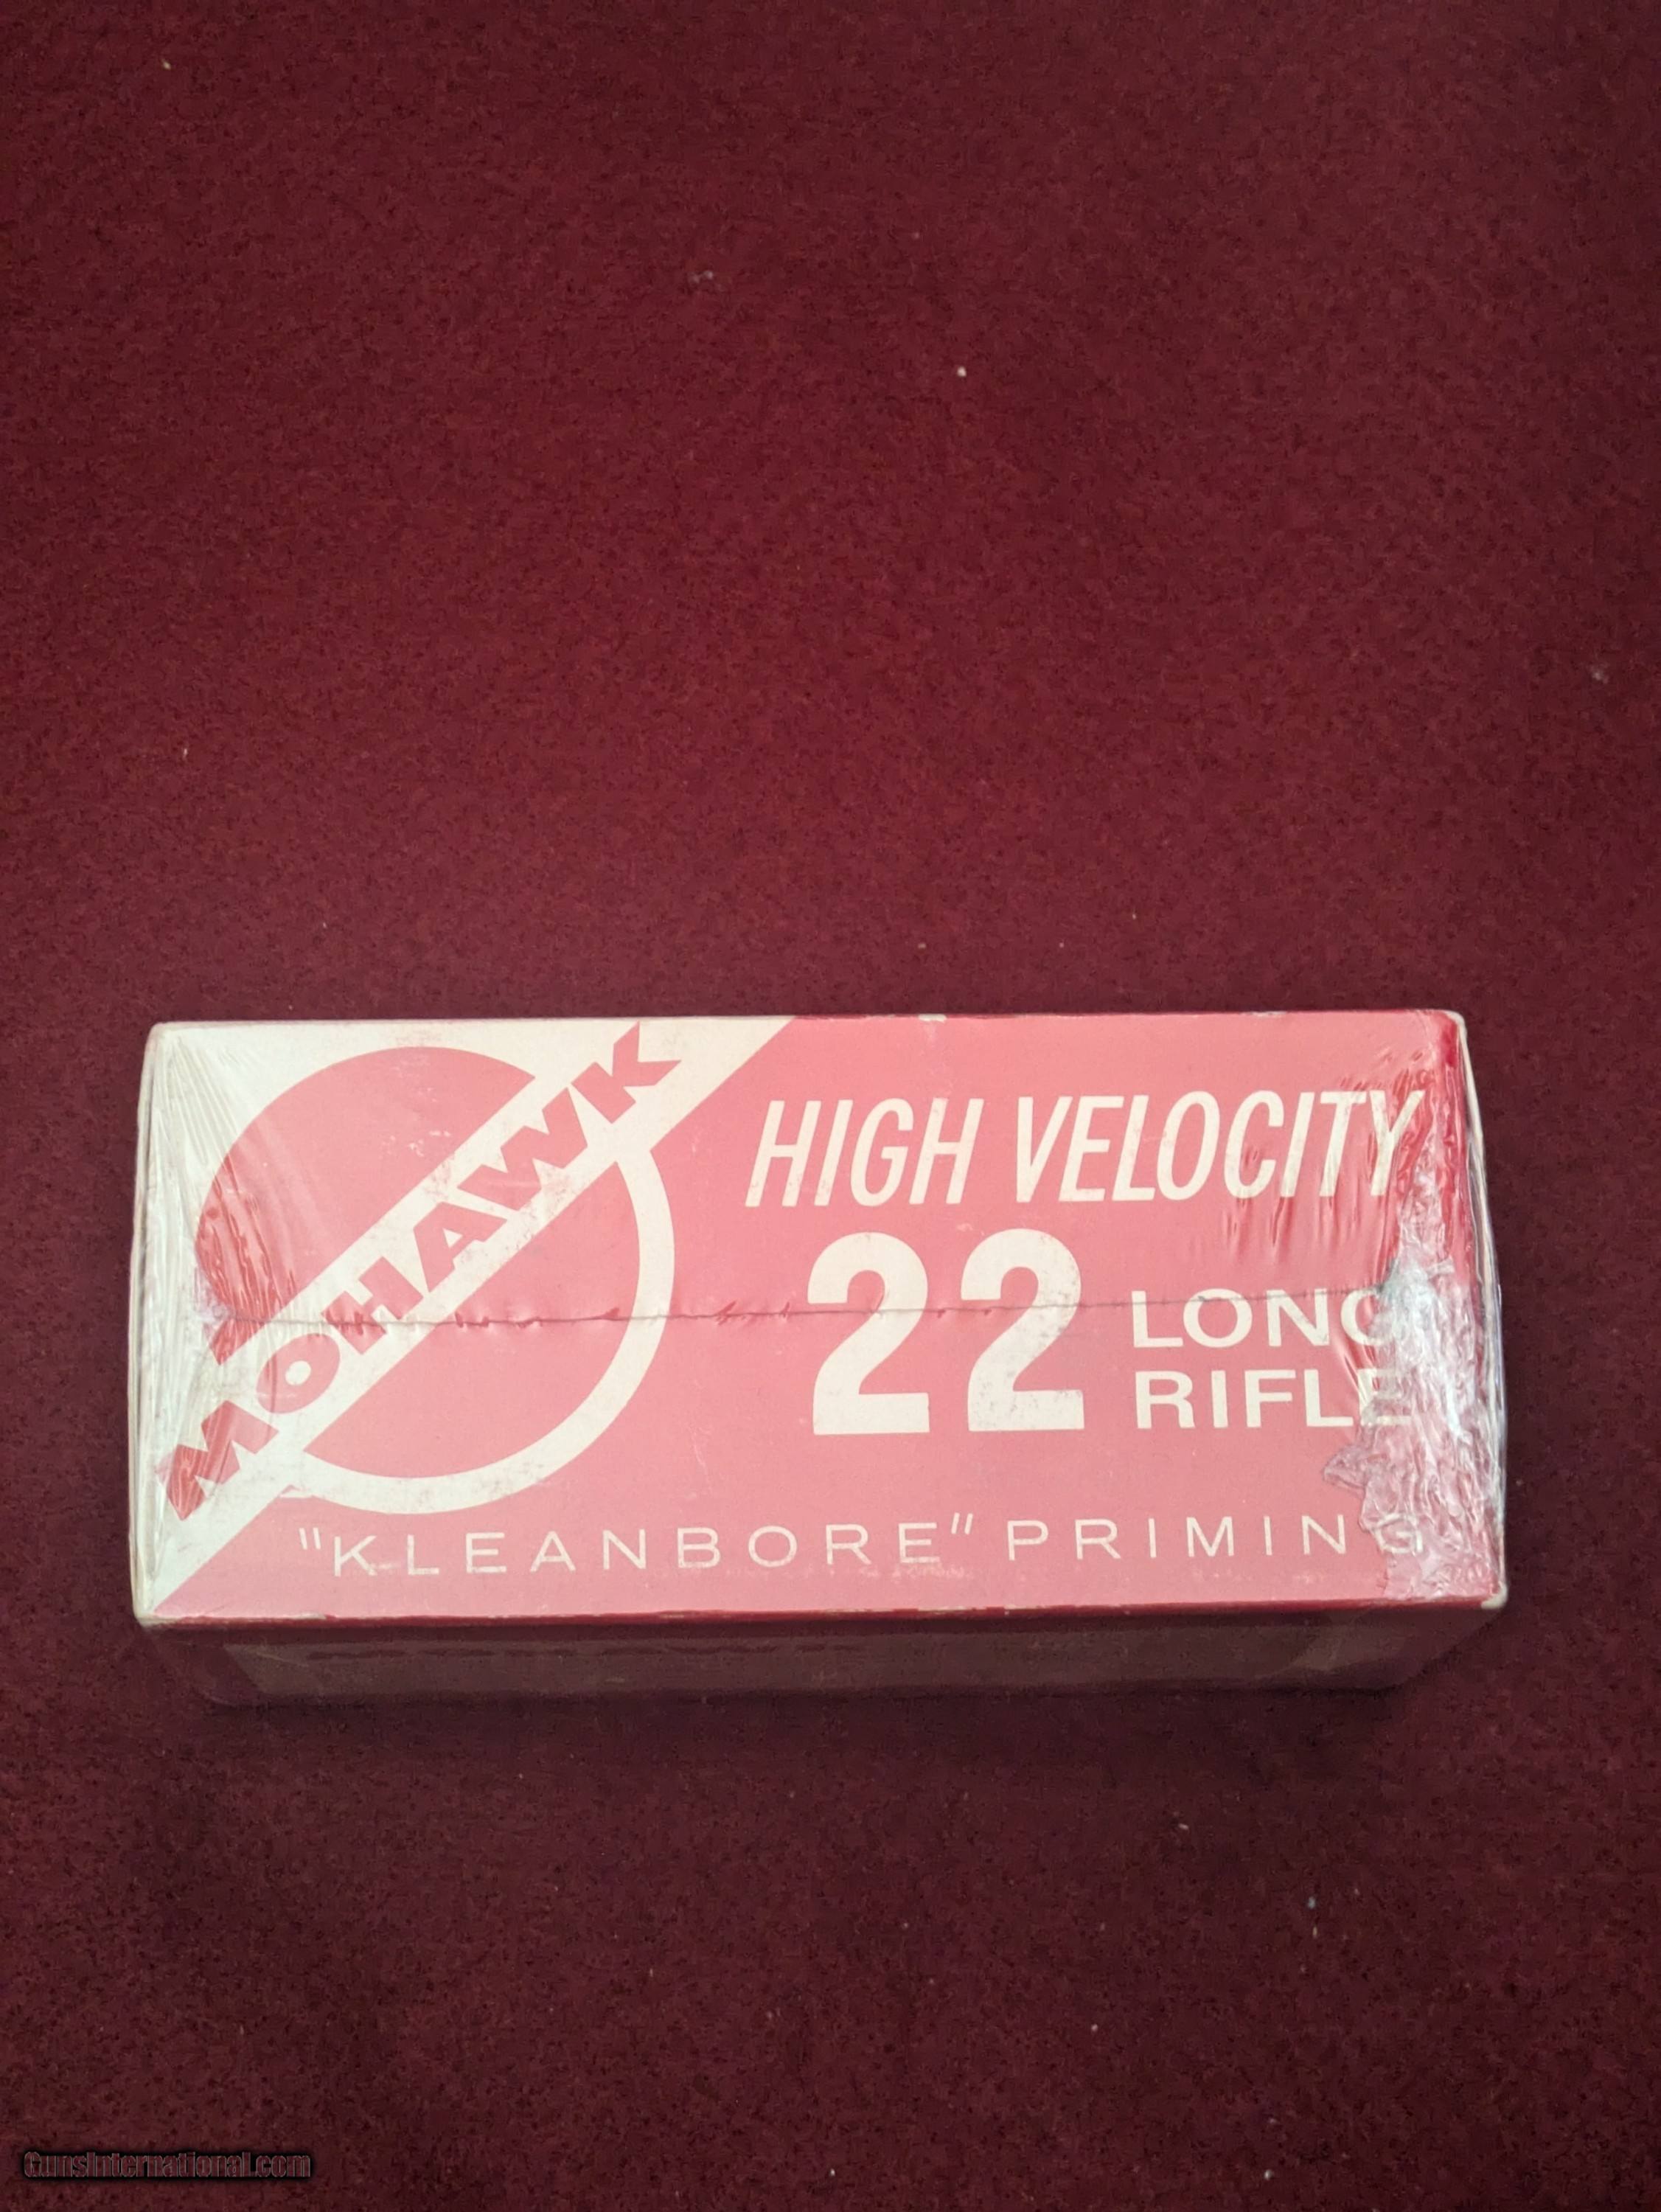 MOHAWK
HIGH VELOCITY
22 LONG
RIFLE
"KLEANBORE" PRIMING
GunsInternational.com